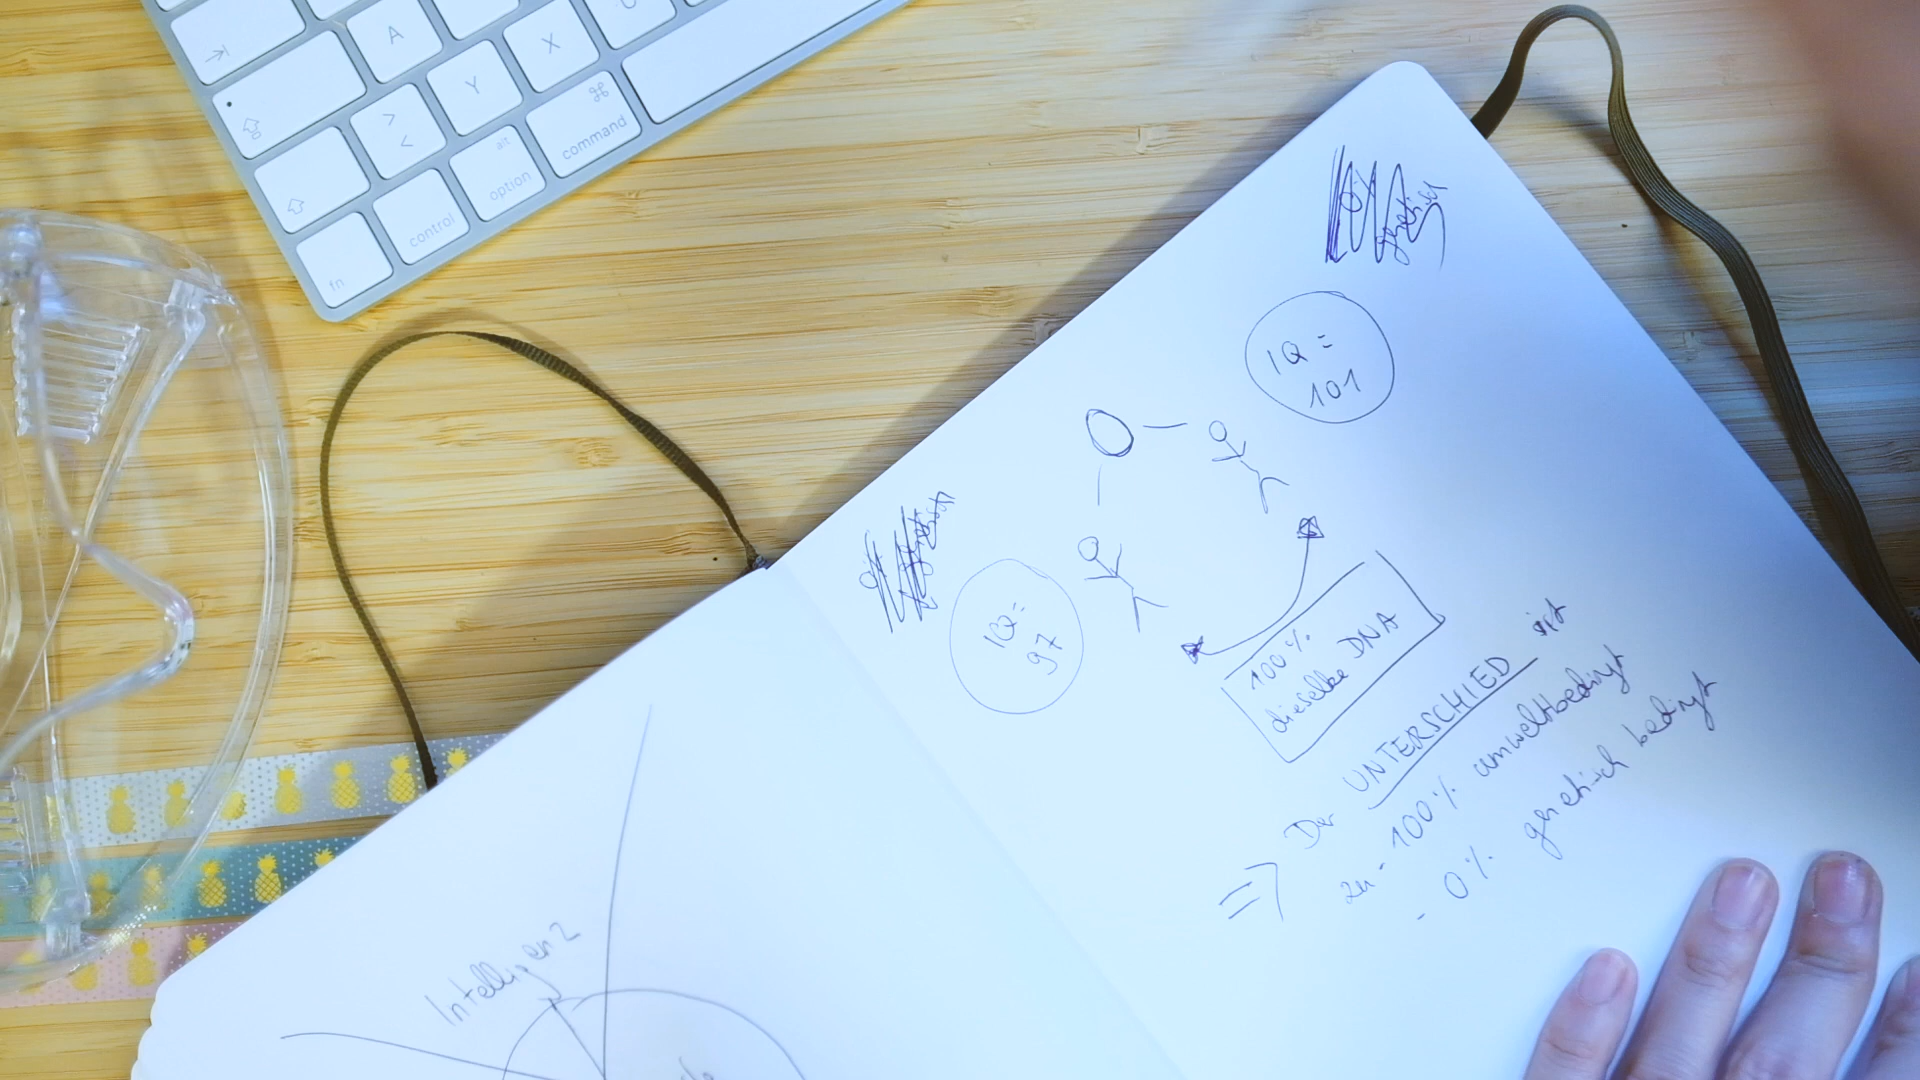 A
X
Y
>
<
⌘
command
alt
option
control
fn
IQ =
101
IQ =
97
100 %
dieselbe DNA
Der UNTERSCHIED ist
zu - 100 % umweltbedingt
- 0 % genetisch bedingt
Intelligenz